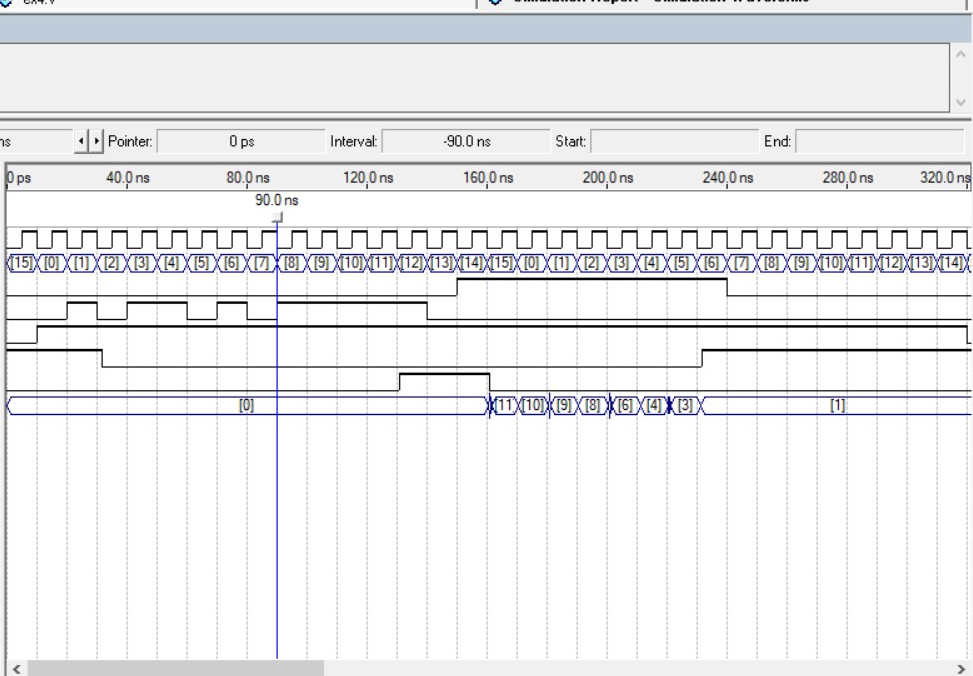 ex4.v
Simulation Report - Simulation Waveforms
ns Pointer: 0 ps Interval: -90.0 ns Start: End:
0 ps 40.0 ns 80.0 ns 120.0 ns 160.0 ns 200.0 ns 240.0 ns 280.0 ns 320.0 ns
90.0 ns
[15] [0] [1] [2] [3] [4] [5] [6] [7] [8] [9] [10] [11] [12] [13] [14] [15] [0] [1] [2] [3] [4] [5] [6] [7] [8] [9] [10] [11] [12] [13] [14]
[0] [11] [10] [9] [8] [6] [4] [3] [1]